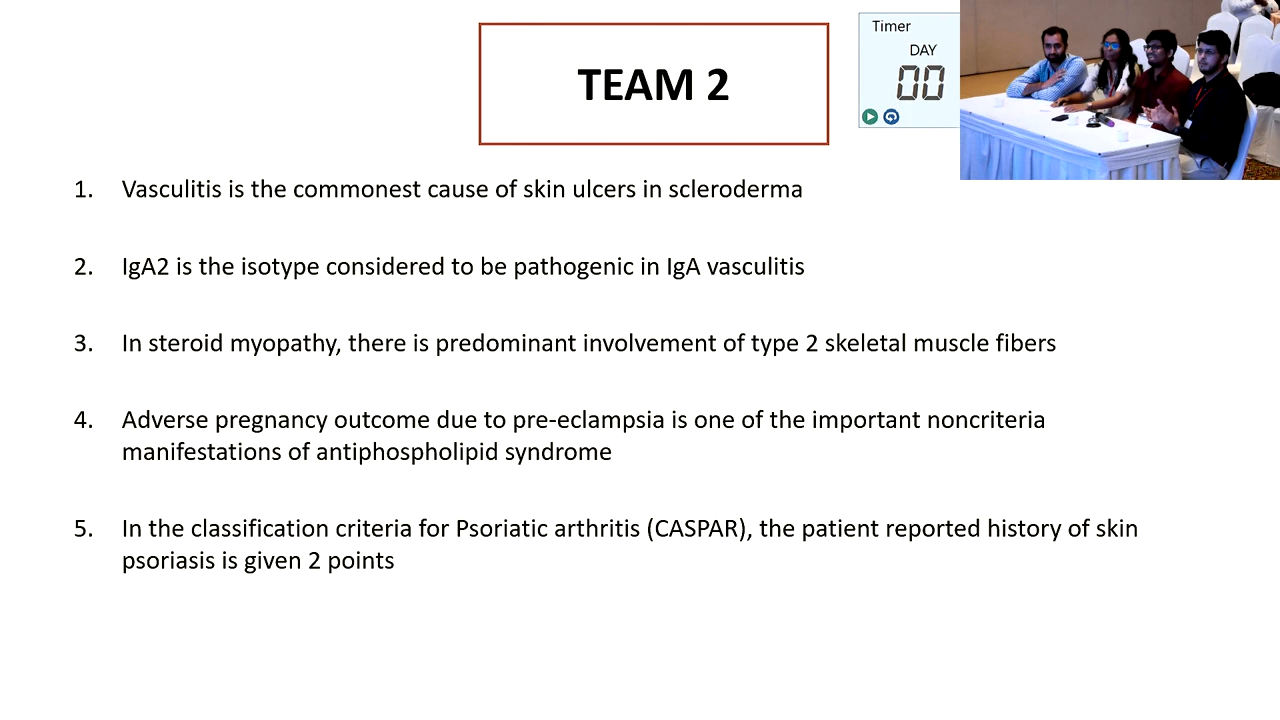 TEAM 2
Timer
DAY
00
1. Vasculitis is the commonest cause of skin ulcers in scleroderma
2. IgA2 is the isotype considered to be pathogenic in IgA vasculitis
3. In steroid myopathy, there is predominant involvement of type 2 skeletal muscle fibers
4. Adverse pregnancy outcome due to pre-eclampsia is one of the important noncriteria
manifestations of antiphospholipid syndrome
5. In the classification criteria for Psoriatic arthritis (CASPAR), the patient reported history of skin
psoriasis is given 2 points